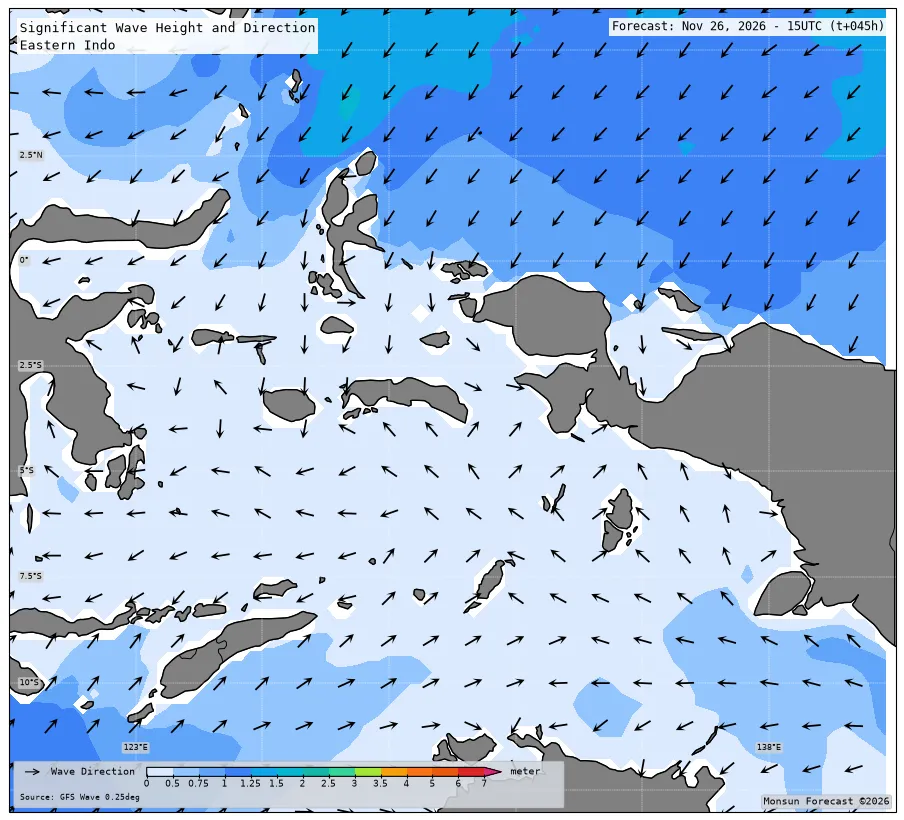 Significant Wave Height and Direction
Eastern Indo
Forecast: Nov 26, 2026 - 15UTC (t+045h)
2.5°N
0°
2.5°S
5°S
7.5°S
10°S
123°E
138°E
Wave Direction
meter
0 0.5 0.75 1 1.25 1.5 2 2.5 3 3.5 4 5 6 7
Source: GFS Wave 0.25deg
Monsun Forecast ©2026